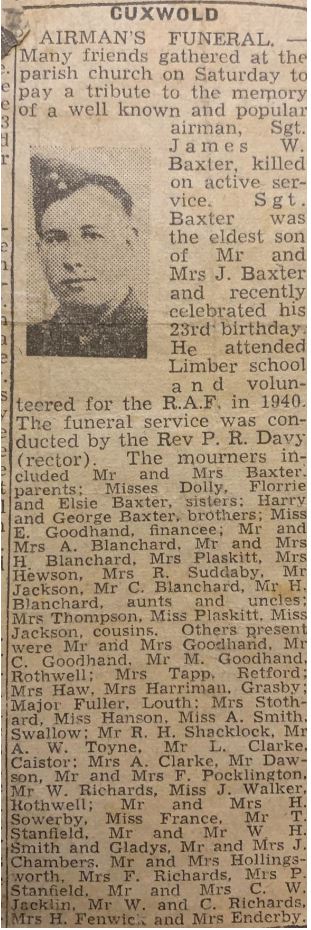 CUXWOLD
AIRMAN'S FUNERAL. —
Many friends gathered at the
parish church on Saturday to
pay a tribute to the memory
of a well known and popular
airman, Sgt.
James W.
Baxter, killed
on active ser-
vice. Sgt.
Baxter was
the eldest son
of Mr and
Mrs J. Baxter
and recently
celebrated his
23rd birthday.
He attended
Limber school
and volun-
teered for the R.A.F. in 1940.
The funeral service was con-
ducted by the Rev P. R. Davy
(rector). The mourners in-
cluded Mr and Mrs Baxter.
parents; Misses Dolly, Florrie
and Elsie Baxter, sisters; Harry
and George Baxter, brothers; Miss
E. Goodhand, financee; Mr and
Mrs A. Blanchard, Mr and Mrs
H. Blanchard, Mrs Plaskitt, Mrs
Hewson, Mrs R. Suddaby, Mr
Jackson, Mr C. Blanchard, Mr H.
Blanchard, aunts and uncles;
Mrs Thompson, Miss Plaskitt, Miss
Jackson, cousins. Others present
were Mr and Mrs Goodhand, Mr
C. Goodhand, Mr M. Goodhand,
Rothwell; Mrs Tapp, Retford;
Mrs Haw, Mrs Harriman, Grasby;
Major Fuller, Louth; Mrs Stoth-
ard, Miss Hanson, Miss A. Smith,
Swallow; Mr R. H. Shacklock, Mr
A. W. Toyne, Mr L. Clarke,
Caistor; Mrs A. Clarke, Mr Daw-
son, Mr and Mrs F. Pocklington,
Mr W. Richards, Miss J. Walker,
Rothwell; Mr and Mrs H.
Sowerby, Miss France, Mr T.
Stanfield, Mr and Mr W H.
Smith and Gladys, Mr and Mrs J.
Chambers, Mr and Mrs Hollings-
worth, Mrs F. Richards, Mrs P.
Stanfield, Mr and Mrs C. W.
Jacklin, Mr W. and C. Richards,
Mrs H. Fenwick and Mrs Enderby.